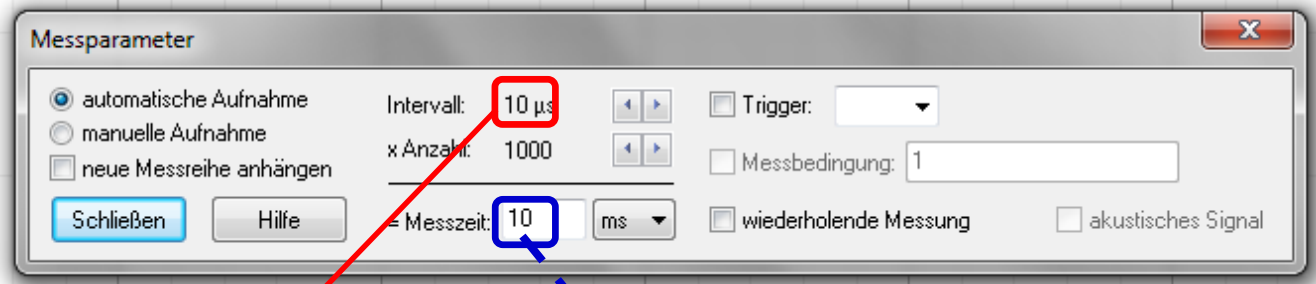 Messparameter
automatische Aufnahme
manuelle Aufnahme
neue Messreihe anhängen
Schließen
Hilfe
Intervall: 10 µs
x Anzahl: 1000
= Messzeit: 10 ms
Trigger:
Messbedingung: 1
wiederholende Messung
akustisches Signal